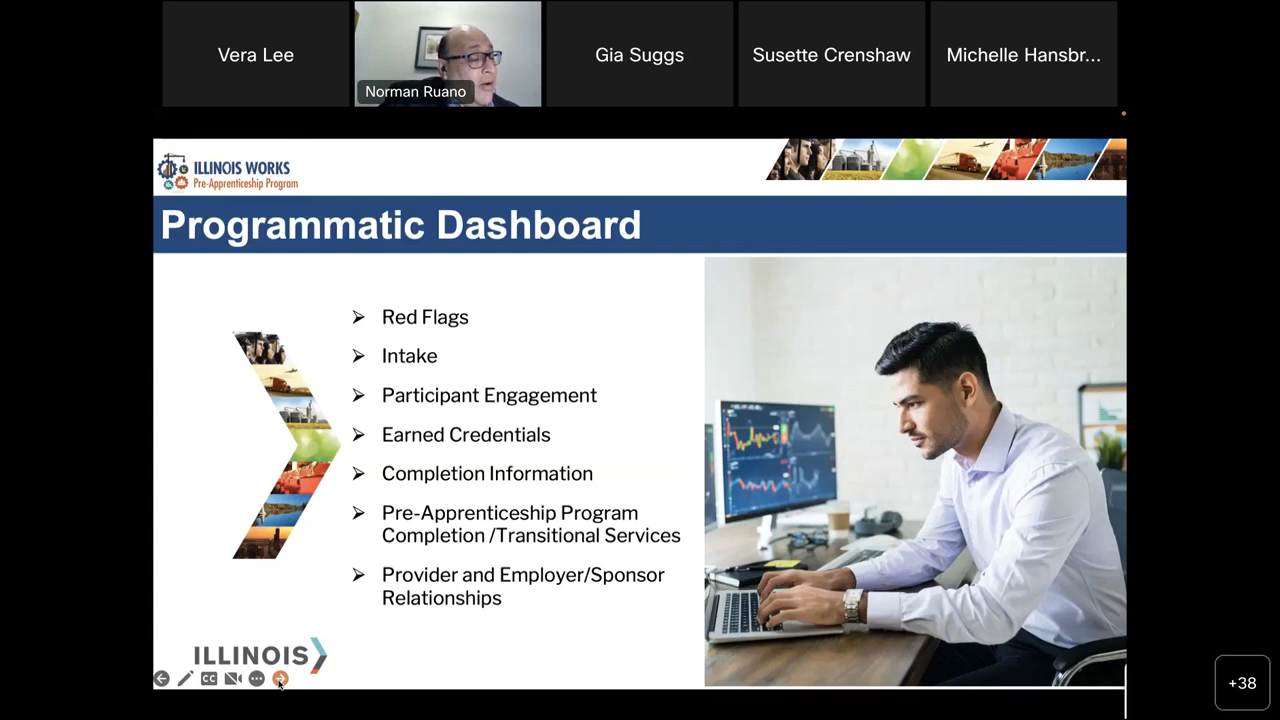 Vera Lee
Norman Ruano
Gia Suggs
Susette Crenshaw
Michelle Hansbr...
ILLINOIS WORKS
Pre-Apprenticeship Program
Programmatic Dashboard
➢ Red Flags
➢ Intake
➢ Participant Engagement
➢ Earned Credentials
➢ Completion Information
➢ Pre-Apprenticeship Program
Completion /Transitional Services
➢ Provider and Employer/Sponsor
Relationships
ILLINOIS
CC
+38